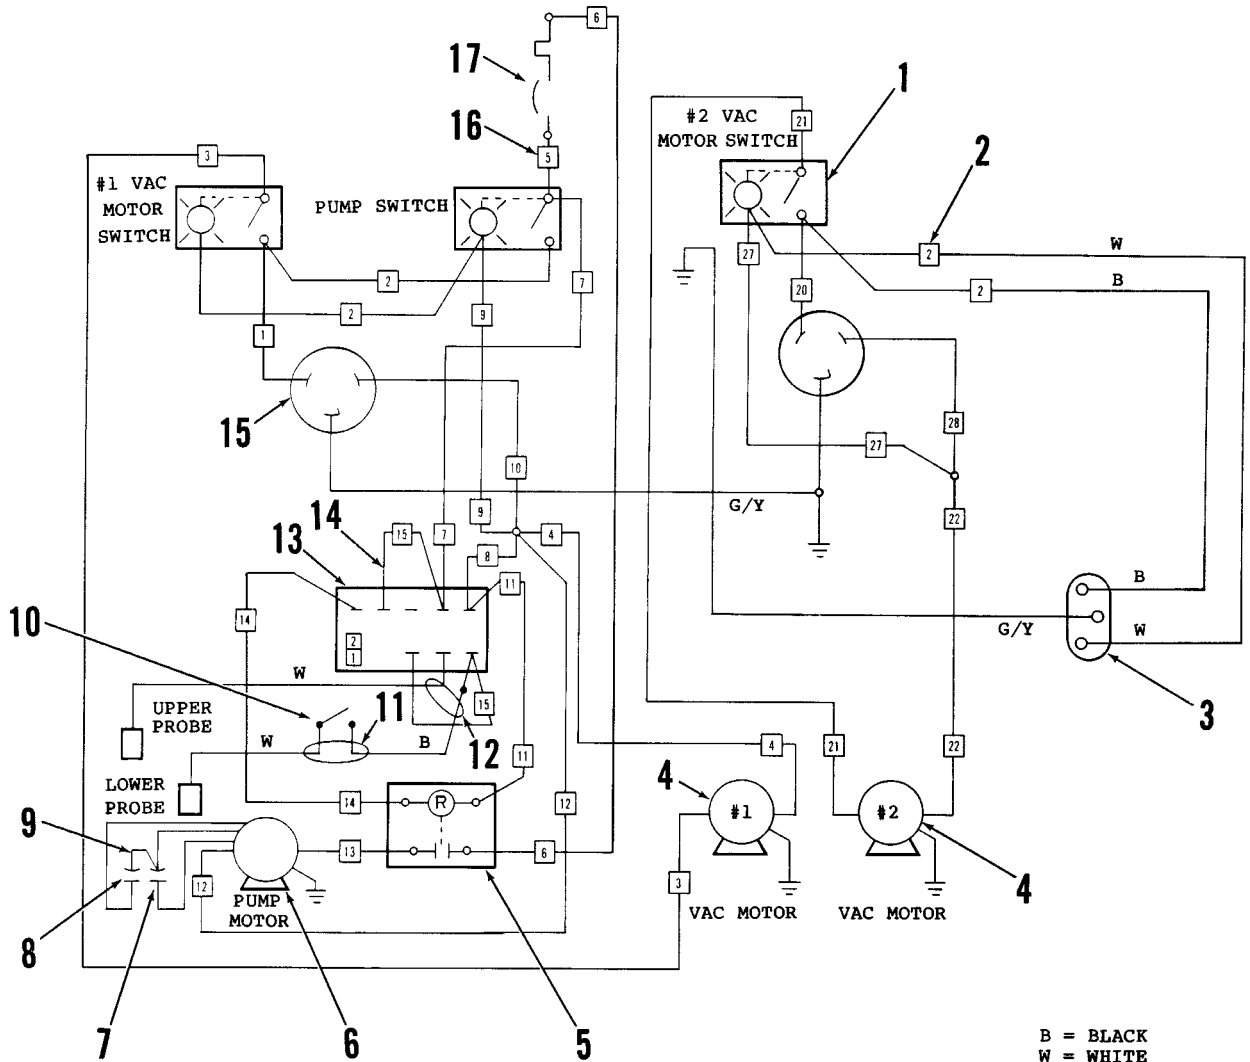 6
17
1
16
5
#2 VAC
MOTOR SWITCH
21
2
3
#1 VAC
MOTOR
SWITCH
PUMP SWITCH
27
2
W
2
7
20
2
B
2
9
1
15
28
27
10
G/Y
22
9
4
14
15
7
13
8
11
10
14
2
1
W
UPPER
PROBE
11
15
12
W
B
B
G/Y
W
3
LOWER
PROBE
11
4
21
22
4
14
R
12
#1
#2
9
13
6
12
3
4
8
PUMP
MOTOR
VAC MOTOR
VAC MOTOR
7
6
5
B = BLACK
W = WHITE